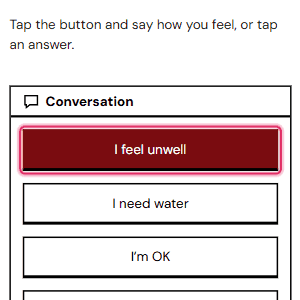 Tap the button and say how you feel, or tap
an answer.
Conversation
I feel unwell
I need water
I'm OK